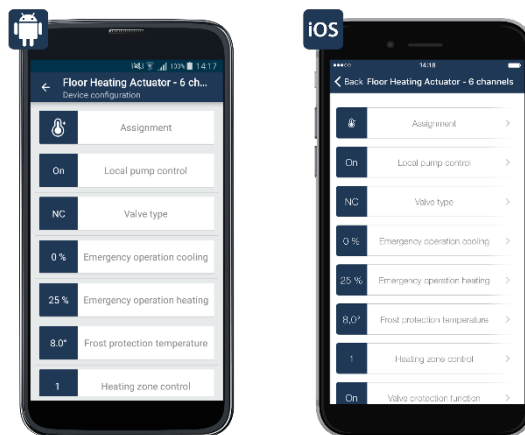 iOS
100% 14:17
Floor Heating Actuator - 6 ch...
Device configuration
Assignment
On Local pump control
NC Valve type
0 % Emergency operation cooling
25 % Emergency operation heating
8.0° Frost protection temperature
1 Heating zone control
14:18
Back Floor Heating Actuator - 6 channels
Assignment
On Local pump control
NC Valve type
0 % Emergency operation cooling
25 % Emergency operation heating
8,0° Frost protection temperature
1 Heating zone control
On Valve protection function